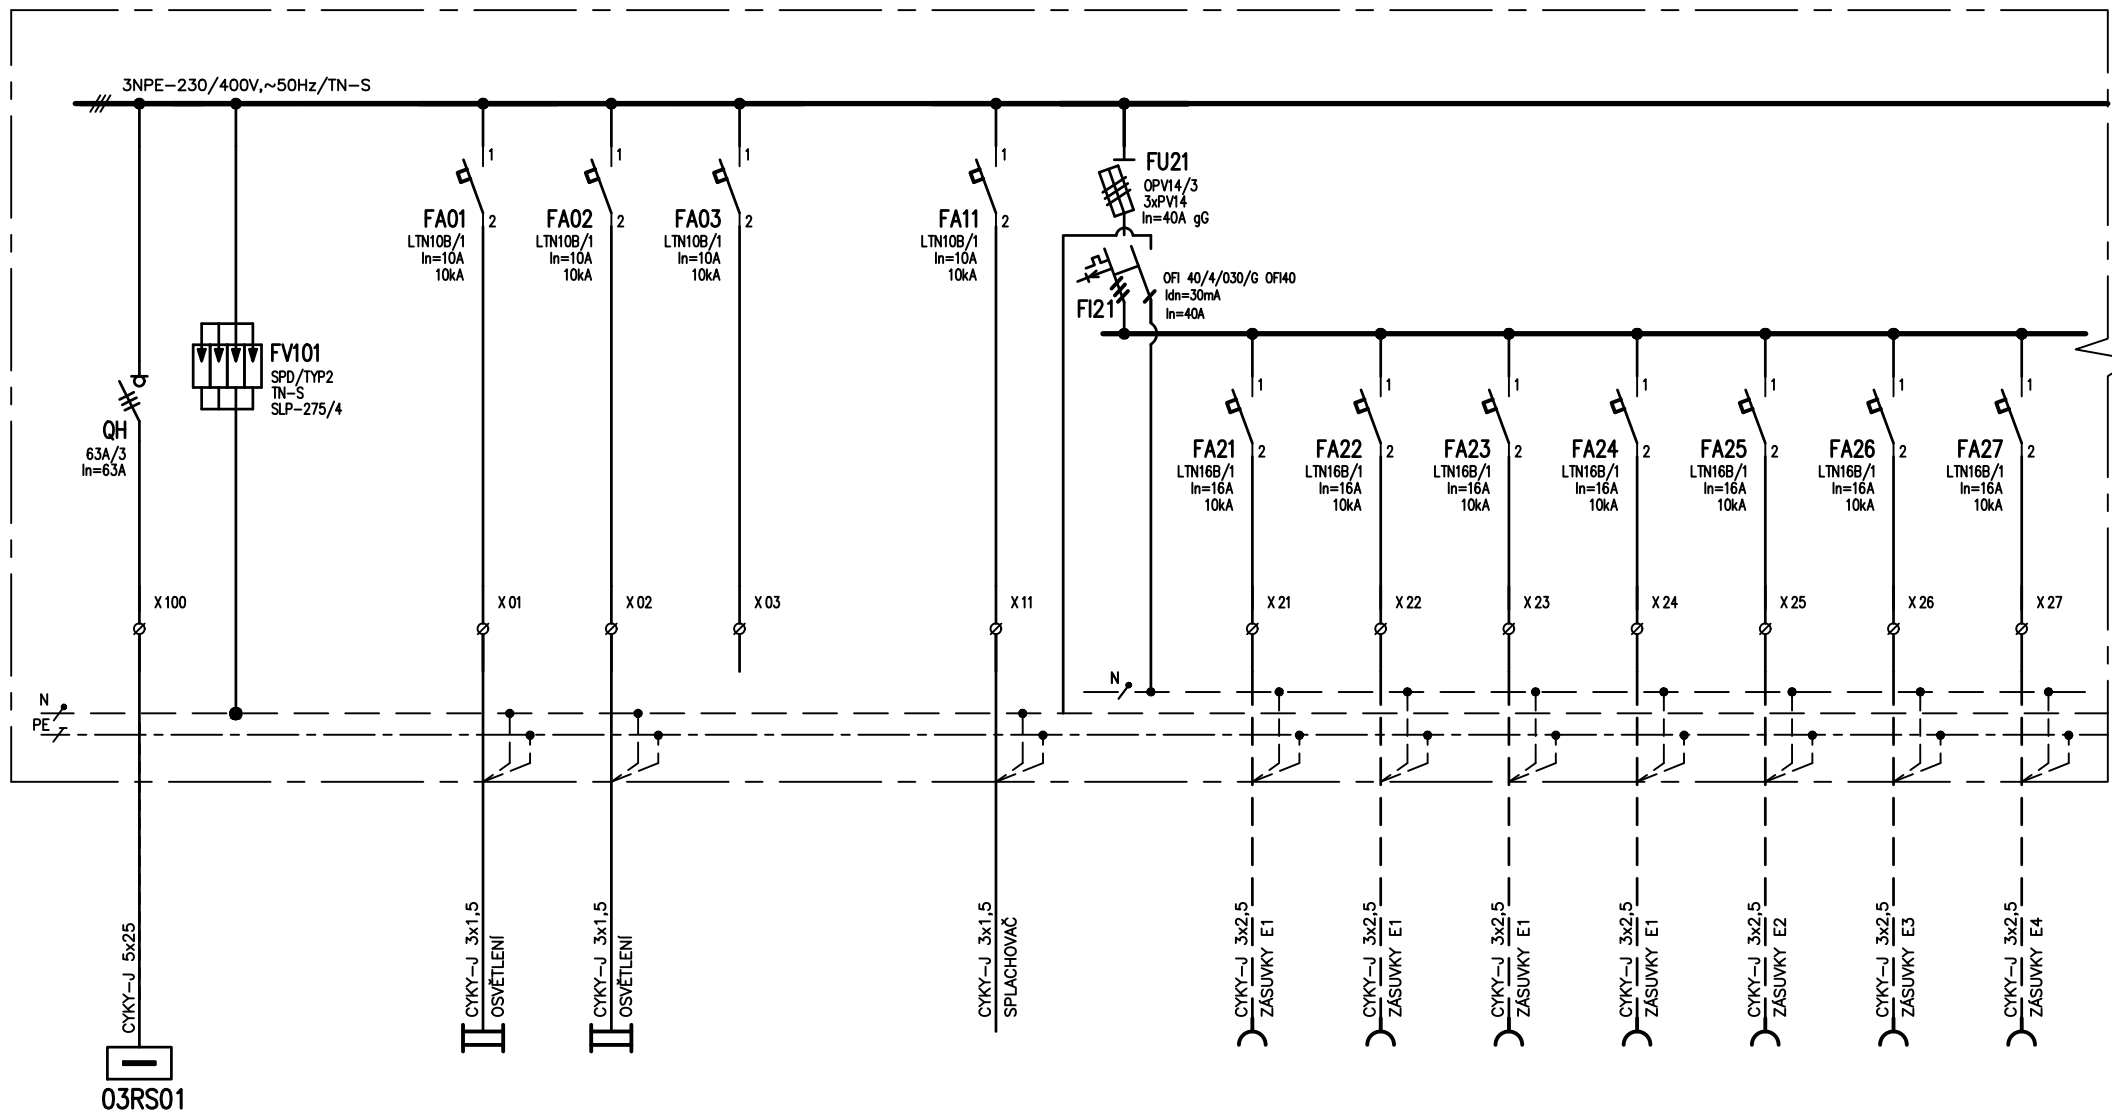 3NPE-230/400V,~50Hz/TN-S
QH
63A/3
In=63A
X100
CYKY-J 5x25
03RS01
FV101
SPD/TYP2
TN-S
SLP-275/4
N
PE
1
2
FA01
LTN10B/1
In=10A
10kA
X01
CYKY-J 3x1,5
OSVĚTLENÍ
1
2
FA02
LTN10B/1
In=10A
10kA
X02
CYKY-J 3x1,5
OSVĚTLENÍ
1
2
FA03
LTN10B/1
In=10A
10kA
X03
1
2
FA11
LTN10B/1
In=10A
10kA
X11
CYKY-J 3x1,5
SPLACHOVAČ
FU21
OPV14/3
3xPV14
In=40A gG
FI21
OFI 40/4/030/G OFI40
Idn=30mA
In=40A
N
1
2
FA21
LTN16B/1
In=16A
10kA
X21
CYKY-J 3x2,5
ZÁSUVKY E1
1
2
FA22
LTN16B/1
In=16A
10kA
X22
CYKY-J 3x2,5
ZÁSUVKY E1
1
2
FA23
LTN16B/1
In=16A
10kA
X23
CYKY-J 3x2,5
ZÁSUVKY E1
1
2
FA24
LTN16B/1
In=16A
10kA
X24
CYKY-J 3x2,5
ZÁSUVKY E1
1
2
FA25
LTN16B/1
In=16A
10kA
X25
CYKY-J 3x2,5
ZÁSUVKY E2
1
2
FA26
LTN16B/1
In=16A
10kA
X26
CYKY-J 3x2,5
ZÁSUVKY E3
1
2
FA27
LTN16B/1
In=16A
10kA
X27
CYKY-J 3x2,5
ZÁSUVKY E4